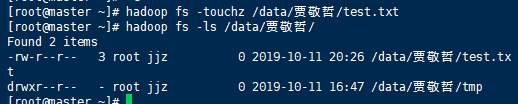 [root@master ~]# hadoop fs -touchz /data/贾敬哲/test.txt
[root@master ~]# hadoop fs -ls /data/贾敬哲/
Found 2 items
-rw-r--r--   3 root jjz          0 2019-10-11 20:26 /data/贾敬哲/test.tx
t
drwxr--r--   - root jjz          0 2019-10-11 16:47 /data/贾敬哲/tmp
[root@master ~]#